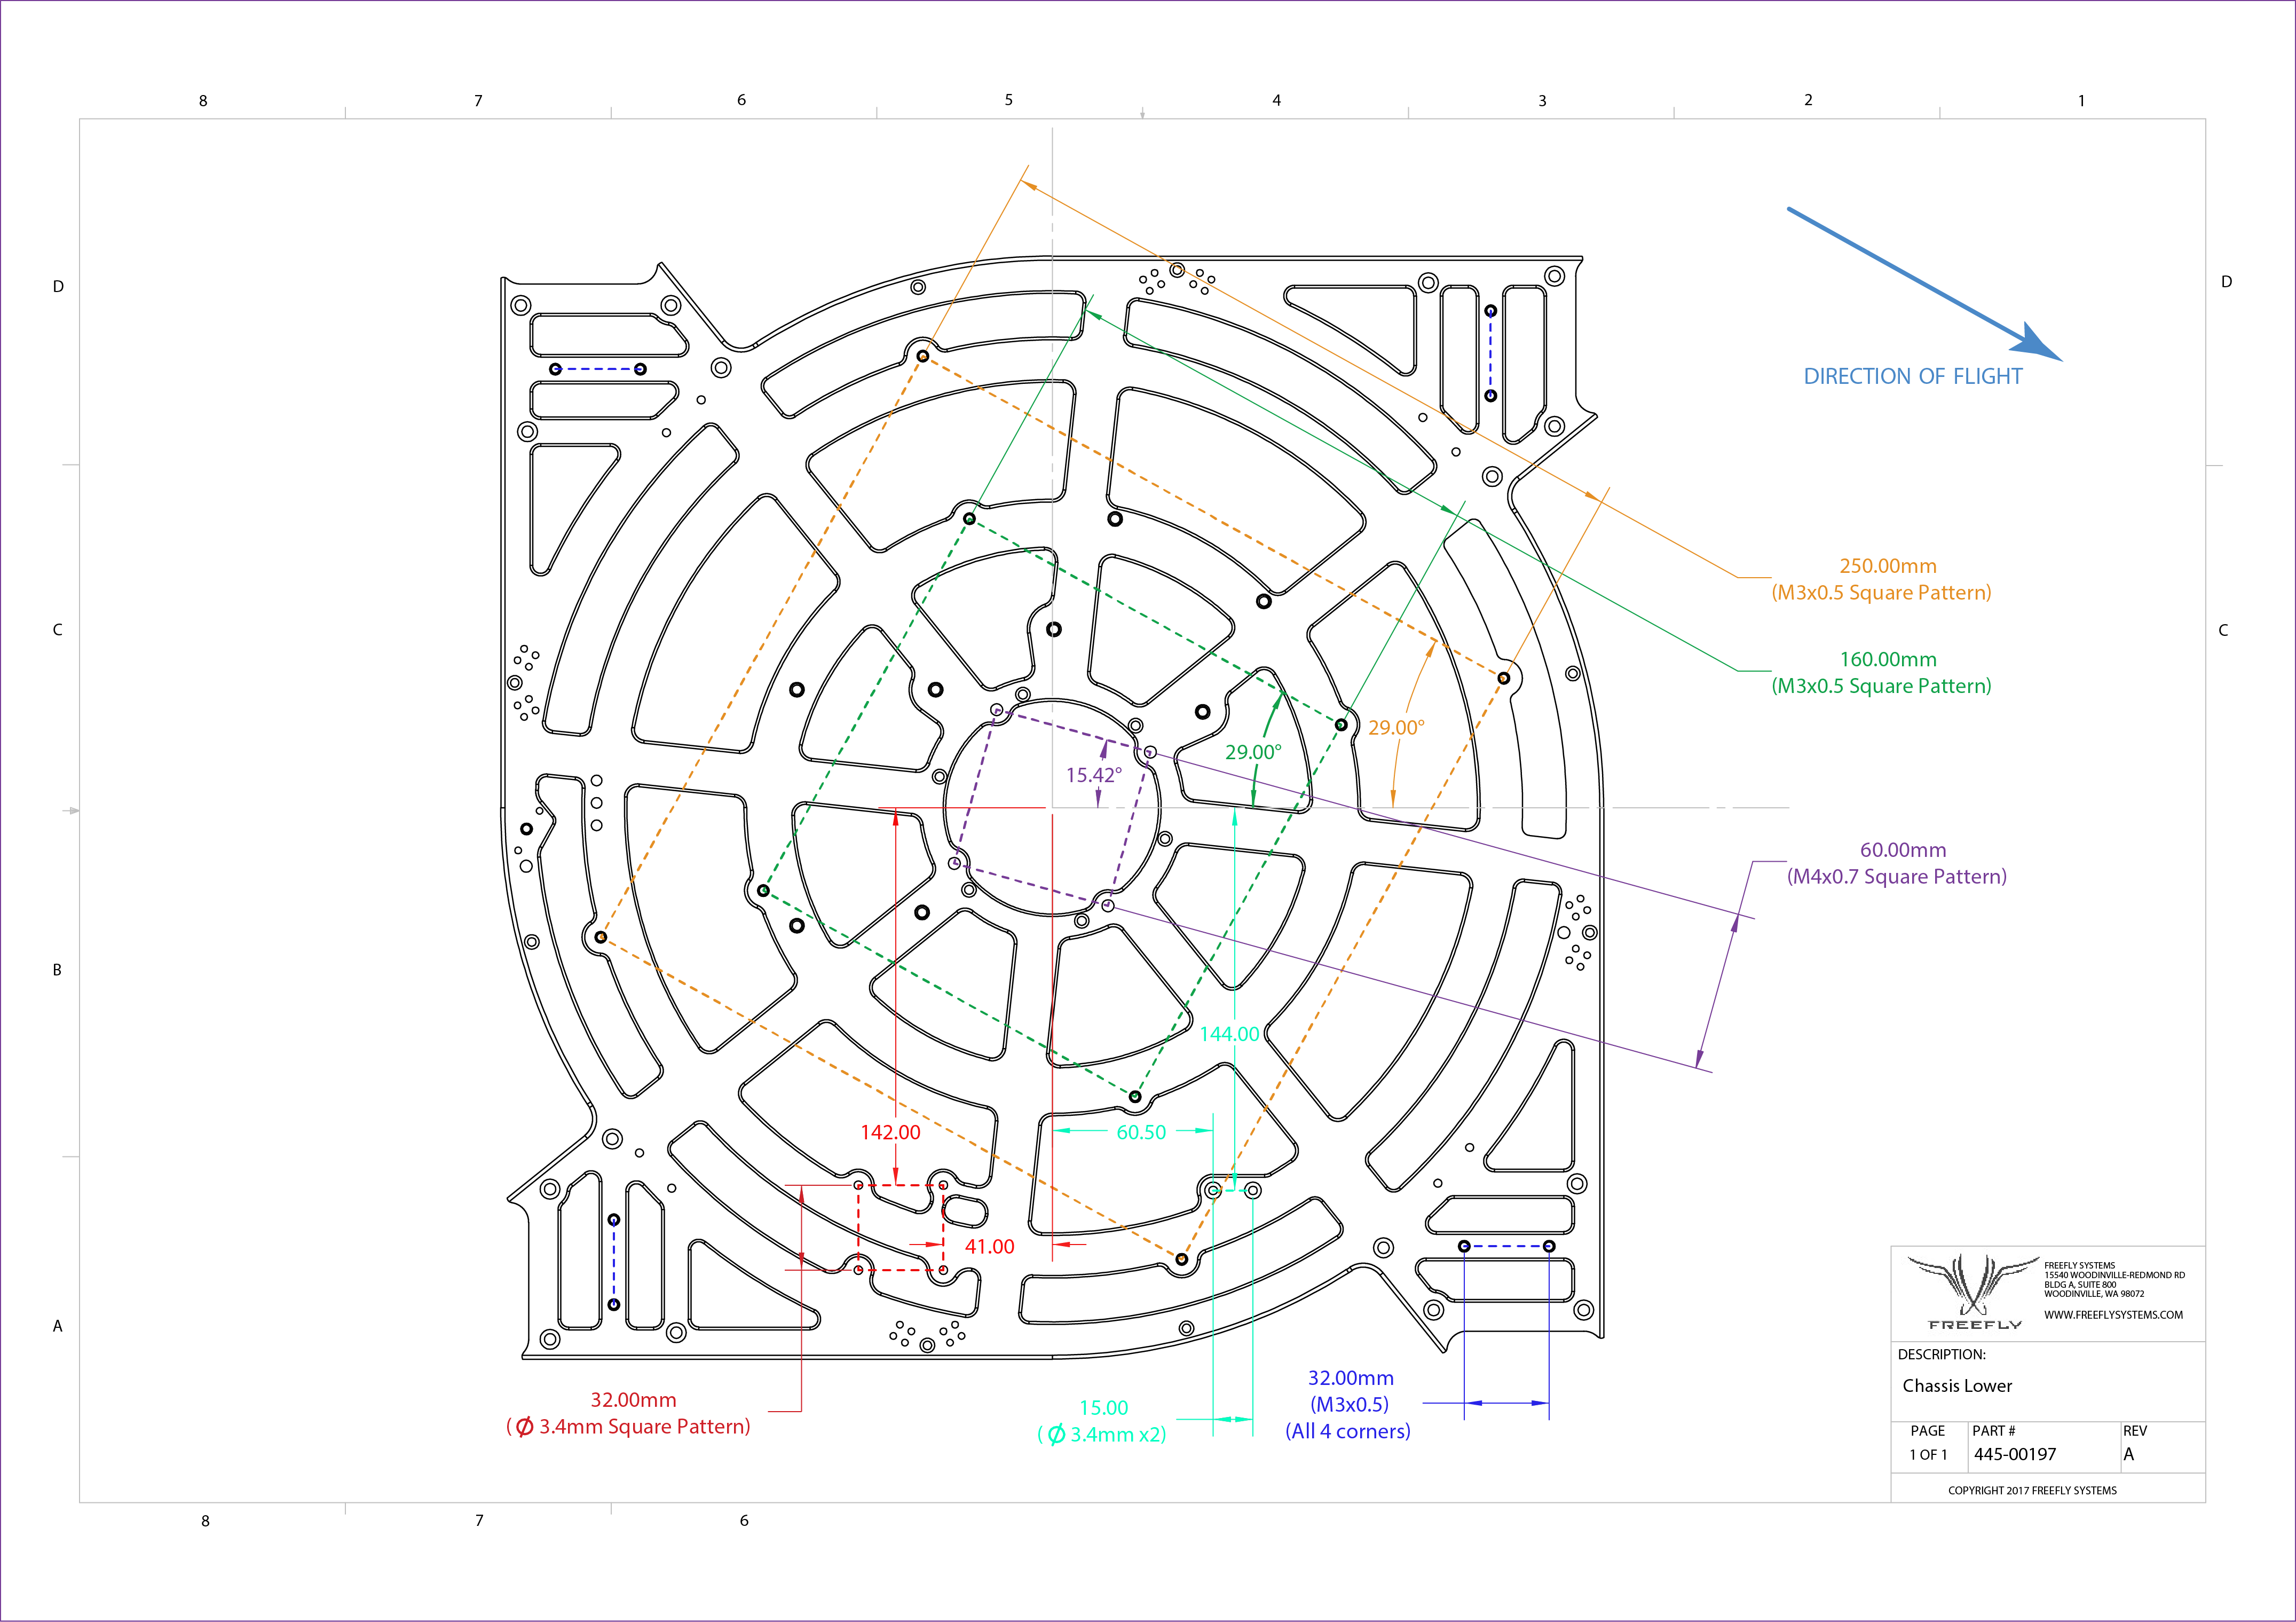 8 7 6 5 4 3 2 1
D D
DIRECTION OF FLIGHT
250.00mm
(M3x0.5 Square Pattern)
C C
160.00mm
(M3x0.5 Square Pattern)
29.00°
29.00°
15.42°
60.00mm
(M4x0.7 Square Pattern)
B B
144.00
142.00
60.50
41.00
A A
32.00mm
(M3x0.5)
(All 4 corners)
32.00mm
( Ø 3.4mm Square Pattern)
15.00
( Ø 3.4mm x2)
FREEFLY
FREEFLY SYSTEMS
15540 WOODINVILLE-REDMOND RD
BLDG A, SUITE 800
WOODINVILLE, WA 98072
WWW.FREEFLYSYSTEMS.COM
DESCRIPTION:
Chassis Lower
PAGE PART # REV
1 OF 1 445-00197 A
COPYRIGHT 2017 FREEFLY SYSTEMS
8 7 6